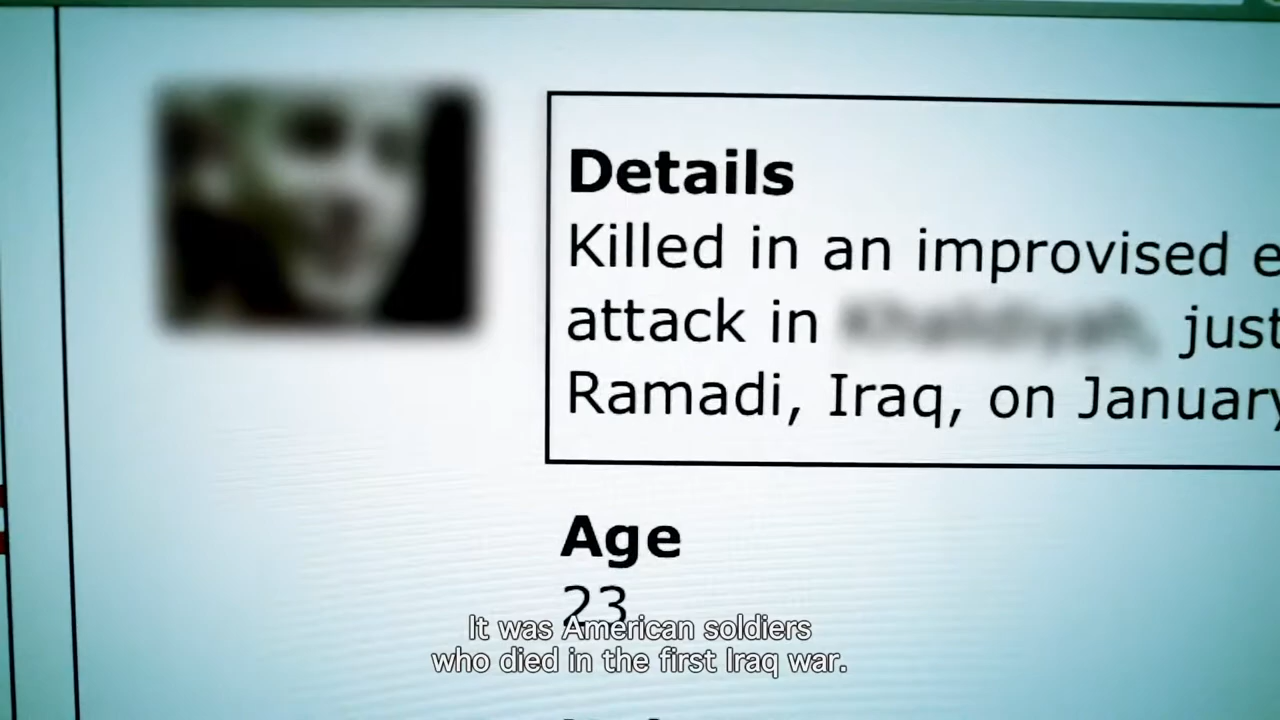 Details
Killed in an improvised e
attack in just
Ramadi, Iraq, on January
Age
23
It was American soldiers
who died in the first Iraq war.